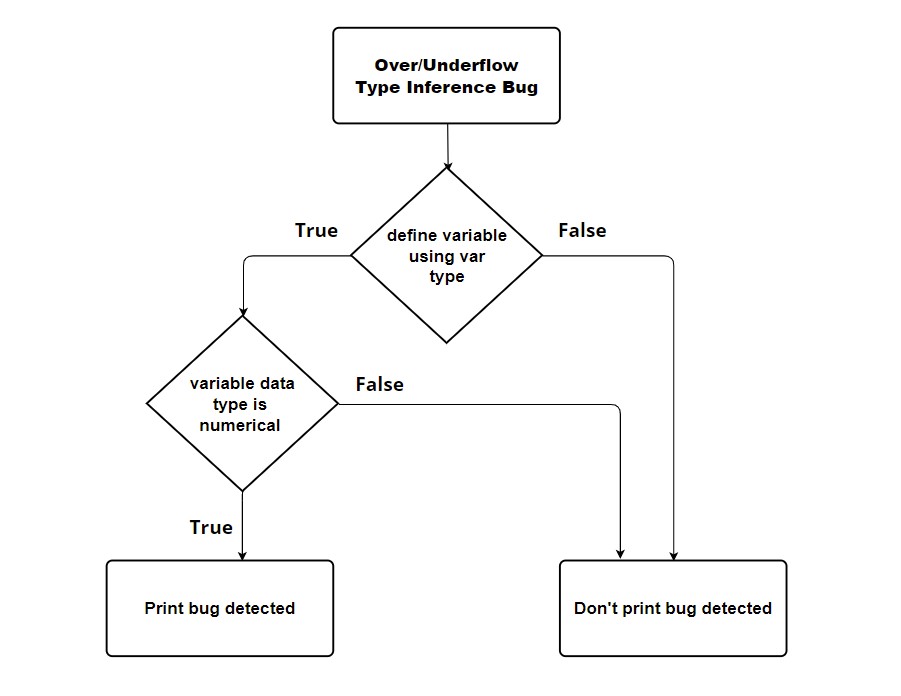 Over/Underflow
Type Inference Bug
True
False
define variable
using var
type
variable data
type is
numerical
False
True
Print bug detected
Don't print bug detected